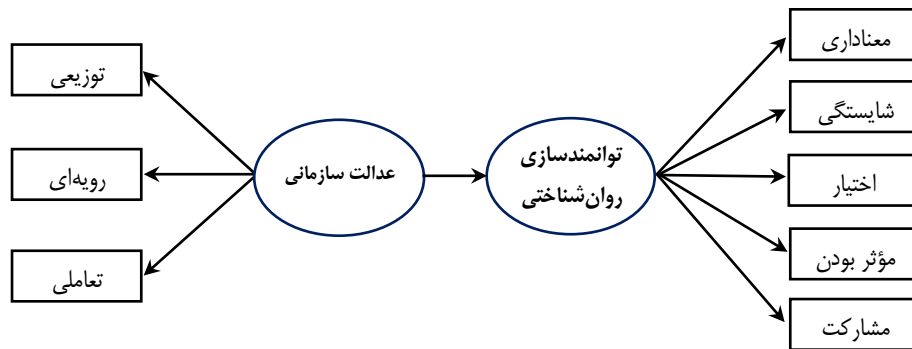 معناداری
شایستگی
اختیار
مؤثر بودن
مشارکت
توانمندسازی
روان‌شناختی
عدالت سازمانی
توزیعی
رویه‌ای
تعاملی